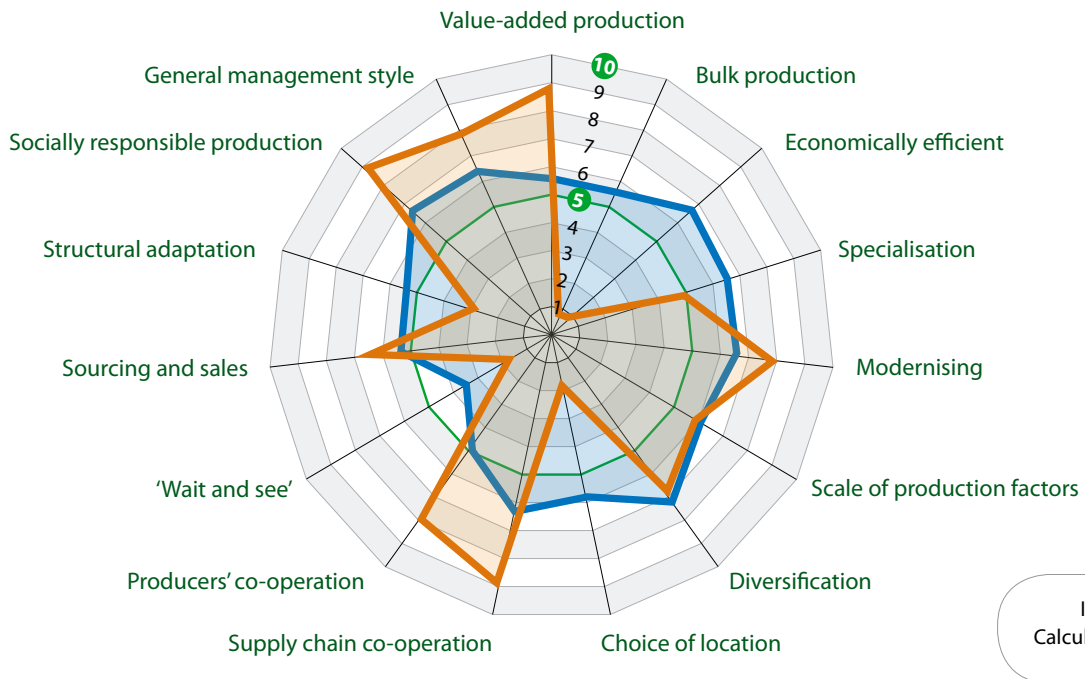 Value-added production
General management style
Bulk production
10
9
8
7
6
5
4
3
2
1
Socially responsible production
Economically efficient
Structural adaptation
Specialisation
Sourcing and sales
Modernising
'Wait and see'
Scale of production factors
Producers' co-operation
Diversification
Supply chain co-operation
Choice of location